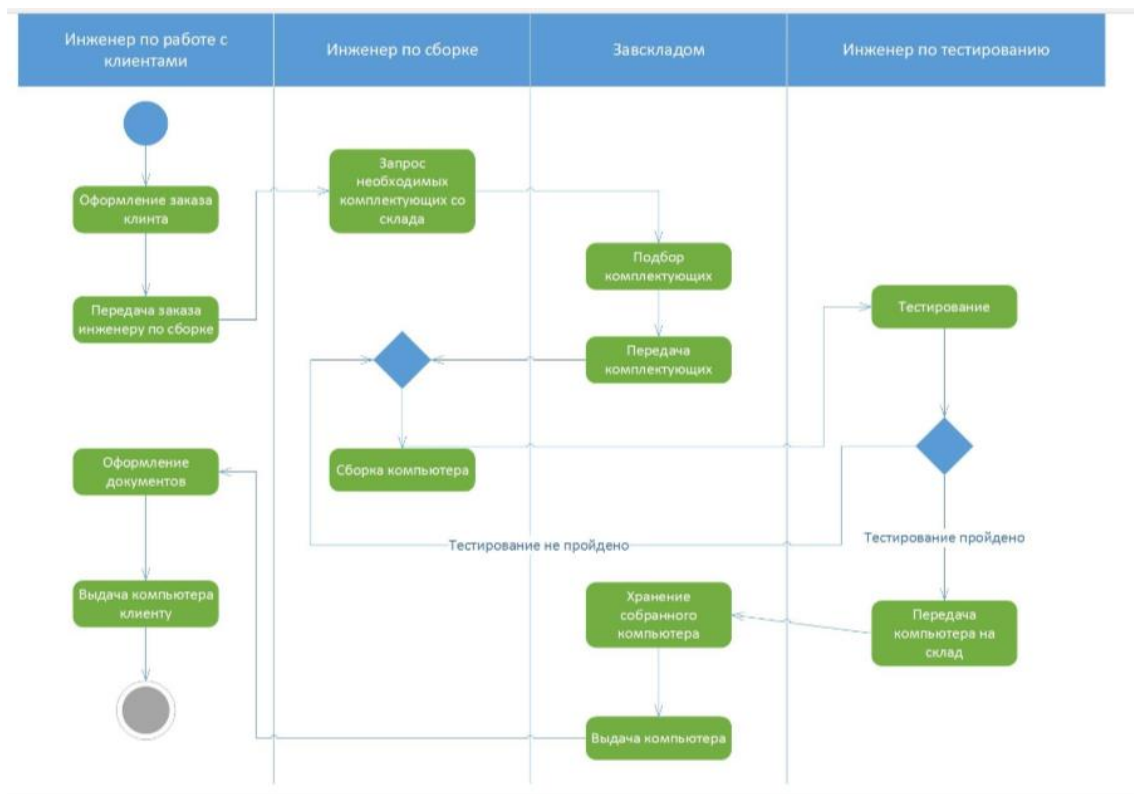 Инженер по работе с
клиентами
Инженер по сборке
Завскладом
Инженер по тестированию
Оформление заказа
клинта
Передача заказа
инженеру по сборке
Запрос
необходимых
комплектующих со
склада
Подбор
комплектующих
Передача
комплектующих
Тестирование
Сборка компьютера
Тестирование не пройдено
Тестирование пройдено
Передача
компьютера на
склад
Хранение
собранного
компьютера
Выдача компьютера
Оформление
документов
Выдача компьютера
клиенту